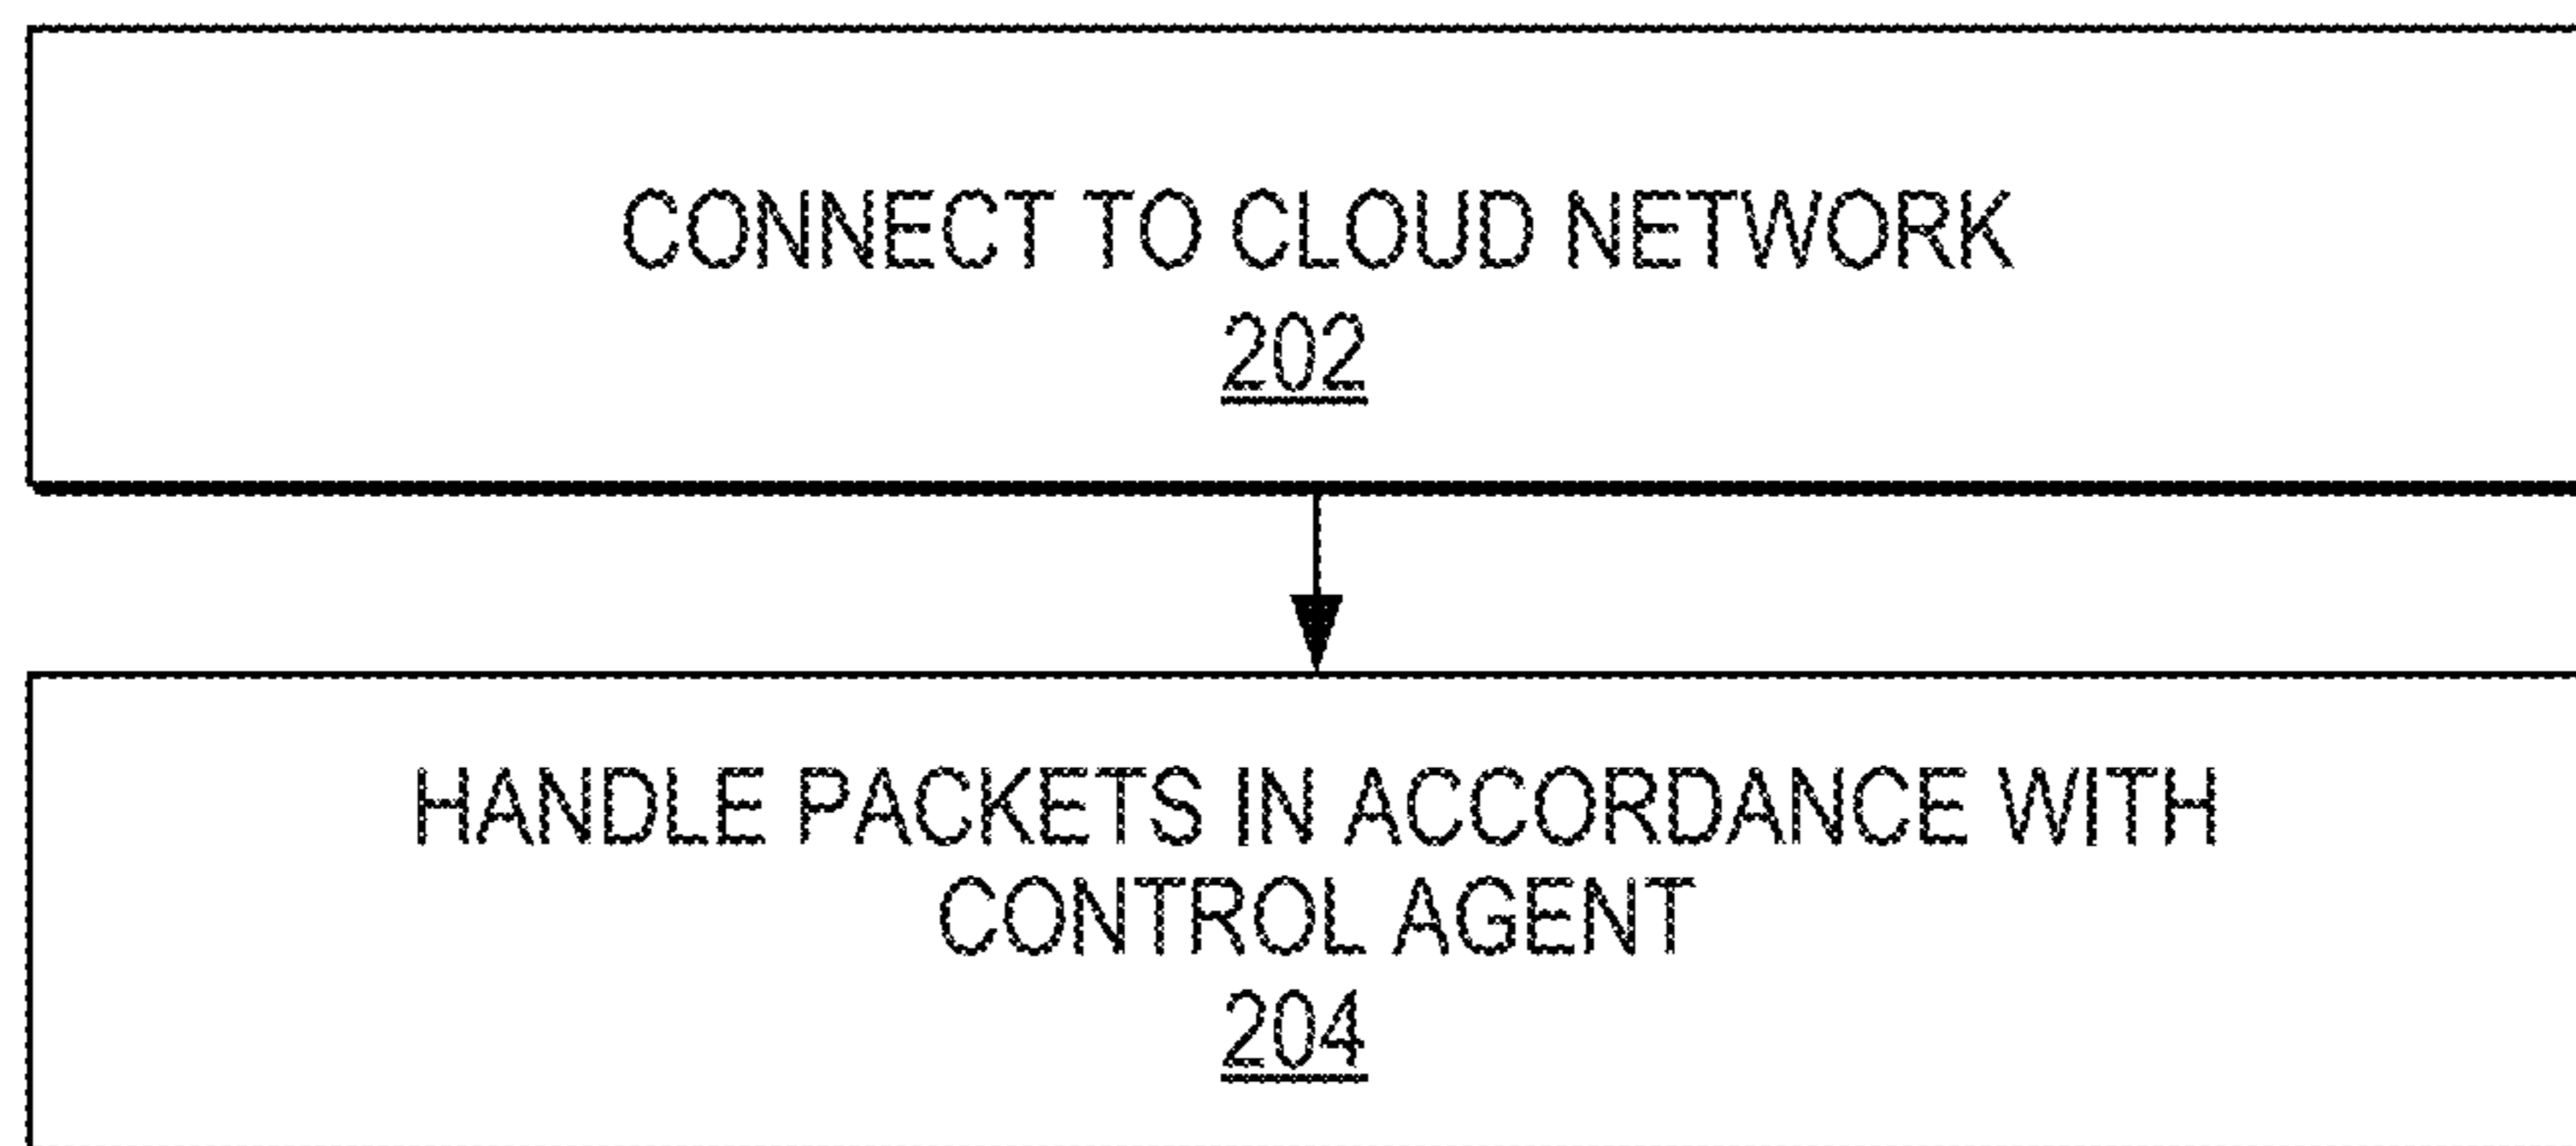 CONNECT TO CLOUD NETWORK
202
HANDLE PACKETS IN ACCORDANCE WITH
CONTROL AGENT
204